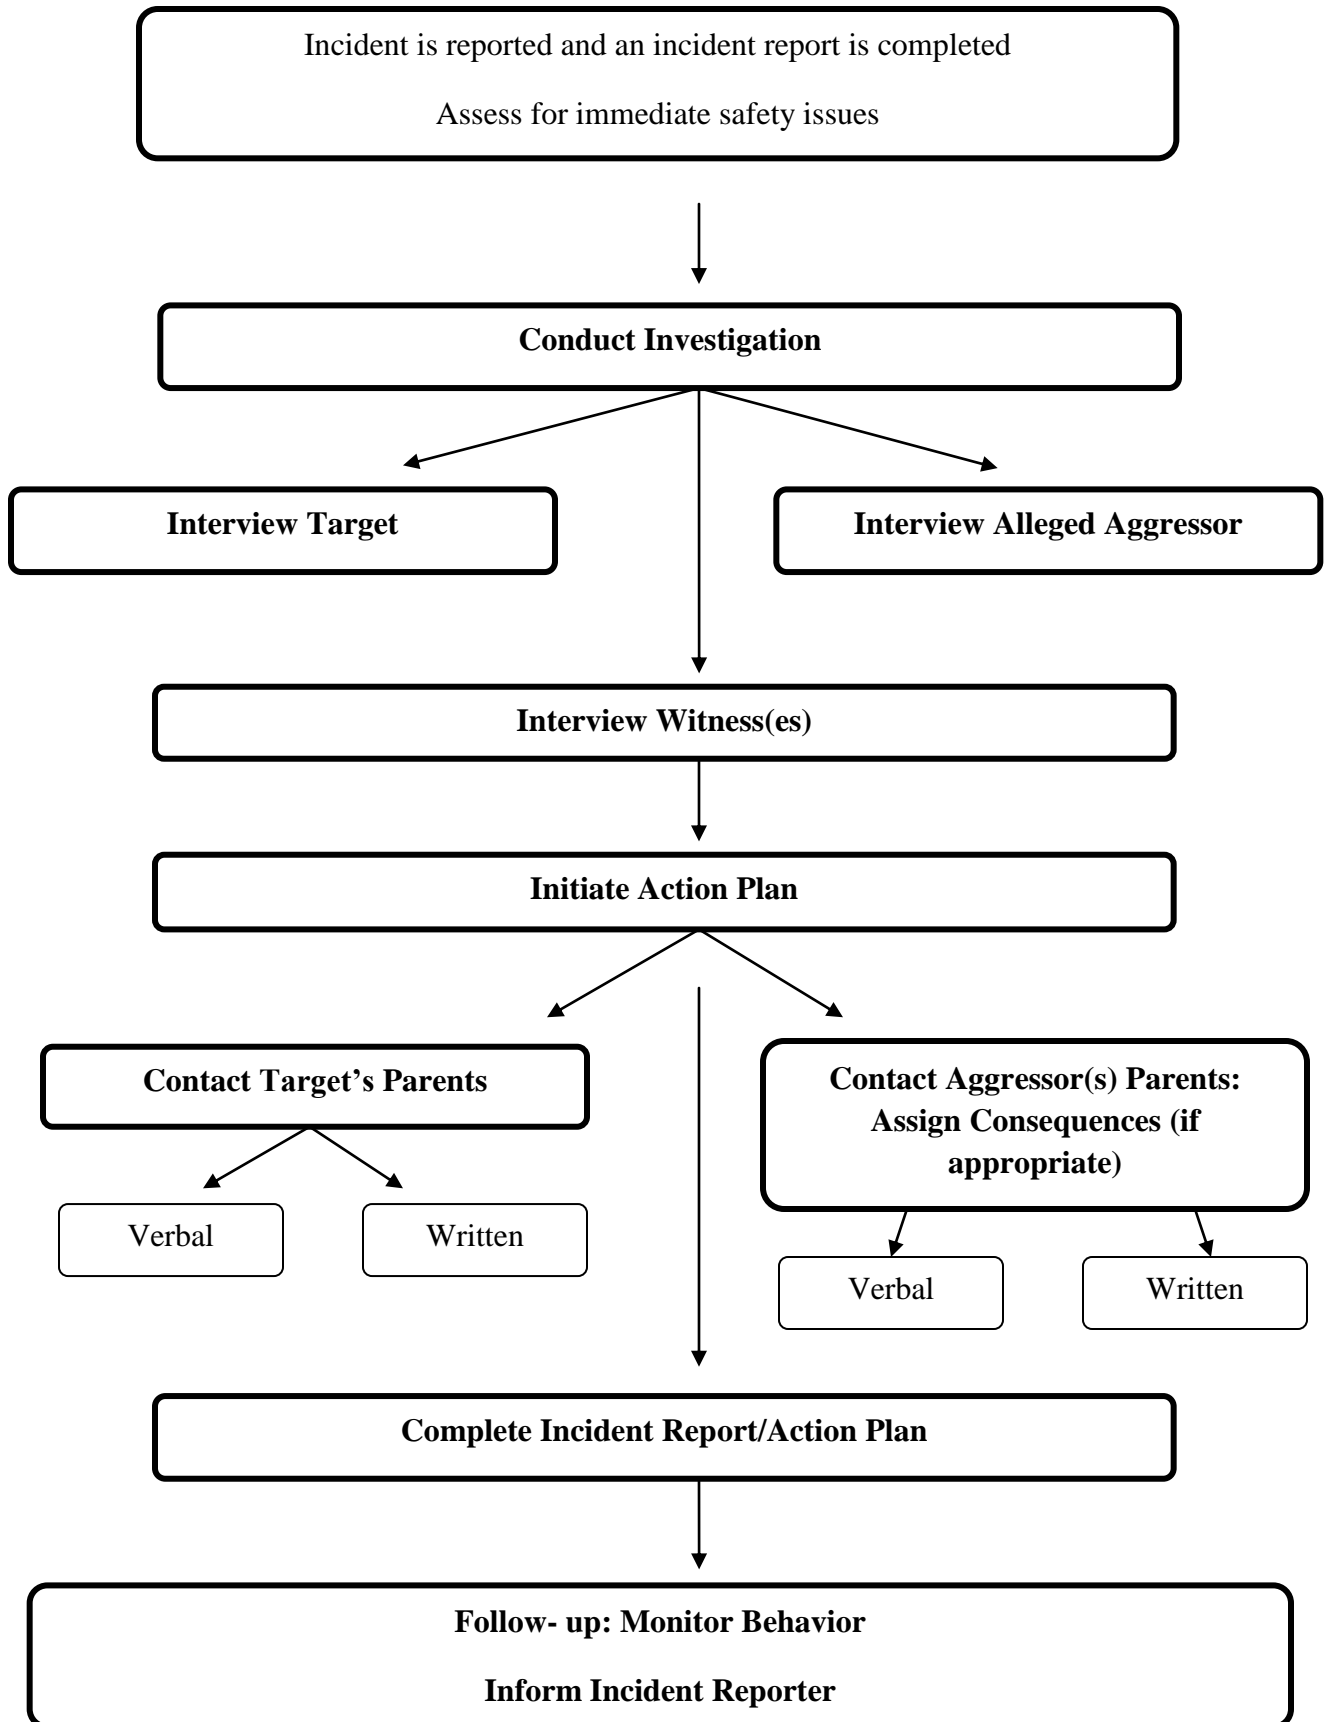 Incident is reported and an incident report is completed
Assess for immediate safety issues
Conduct Investigation
Interview Target
Interview Alleged Aggressor
Interview Witness(es)
Initiate Action Plan
Contact Target’s Parents
Contact Aggressor(s) Parents:
Assign Consequences (if
appropriate)
Verbal
Written
Verbal
Written
Complete Incident Report/Action Plan
Follow- up: Monitor Behavior
Inform Incident Reporter